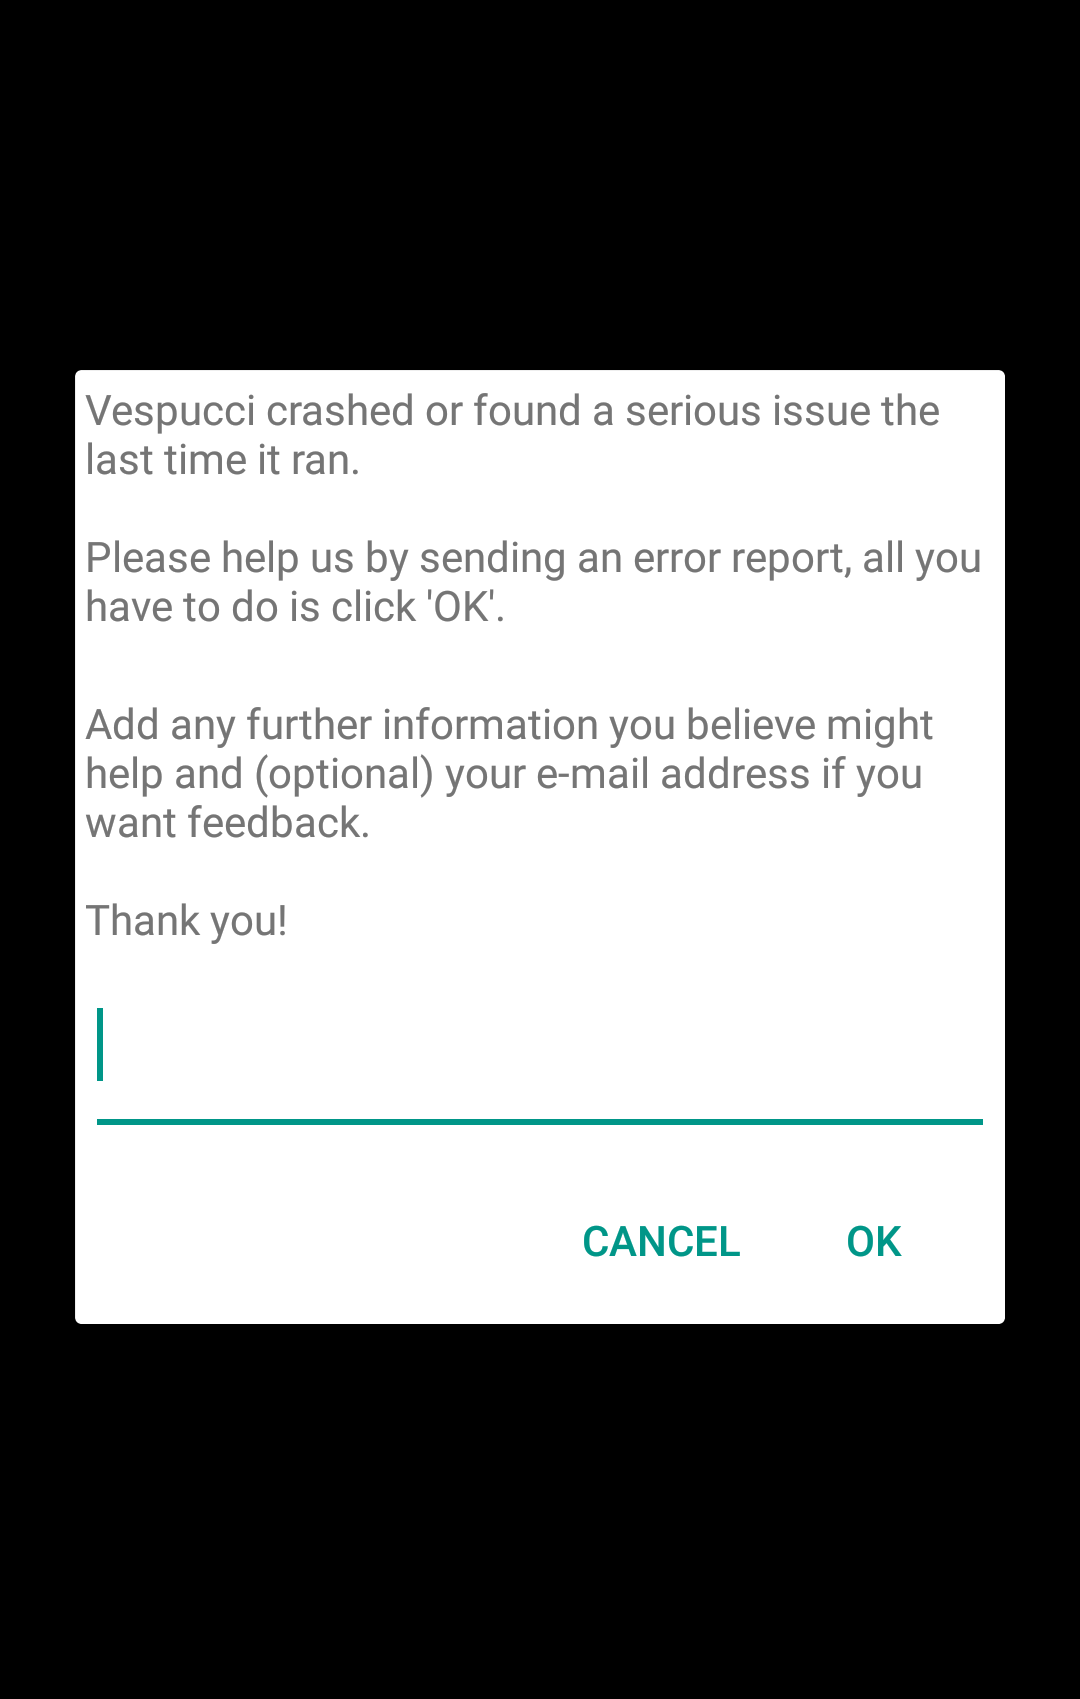 Vespucci crashed or found a serious issue the
last time it ran.
Please help us by sending an error report, all you
have to do is click 'OK'.
Add any further information you believe might
help and (optional) your e-mail address if you
want feedback.
Thank you!
CANCEL OK